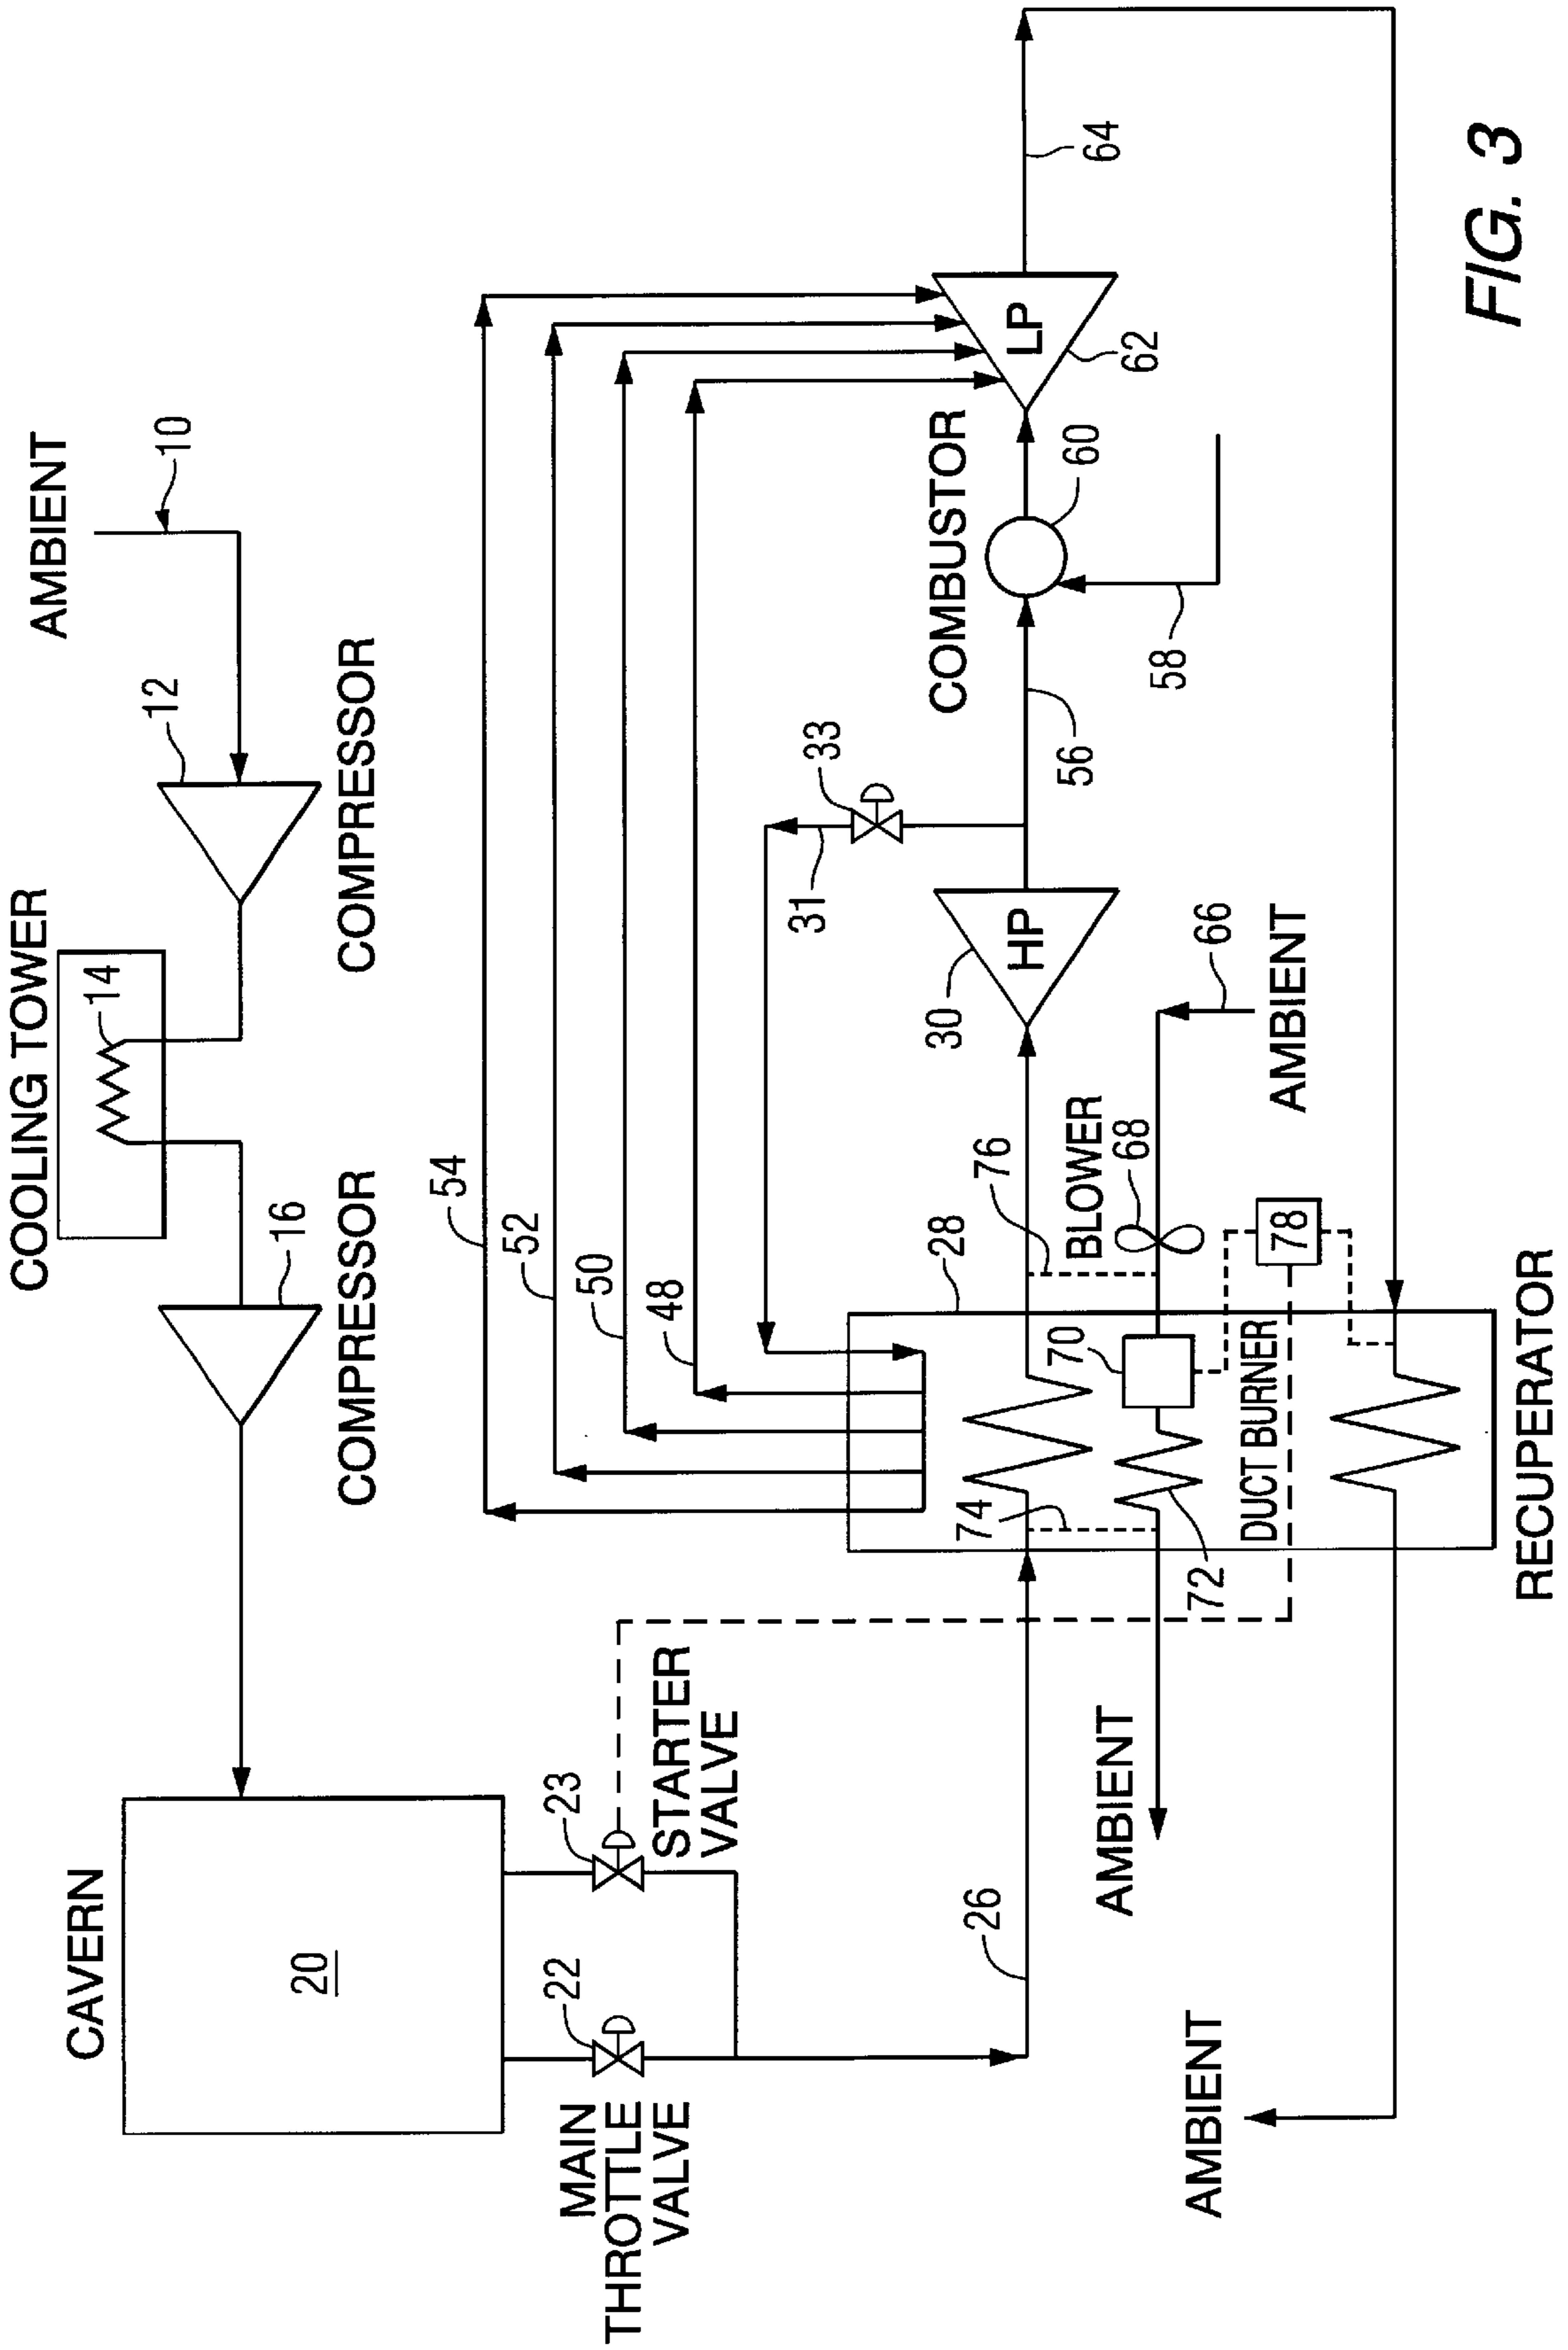 COOLING TOWER
14
AMBIENT
10
12
COMPRESSOR
16
COMPRESSOR
CAVERN
20
22
MAIN
THROTTLE
VALVE
23
STARTER
VALVE
54
52
50
48
31
33
COMBUSTOR
60
58
56
LP
62
64
HP
30
76
BLOWER
68
66
AMBIENT
28
70
DUCT BURNER
78
74
72
26
AMBIENT
AMBIENT
RECUPERATOR
FIG. 3